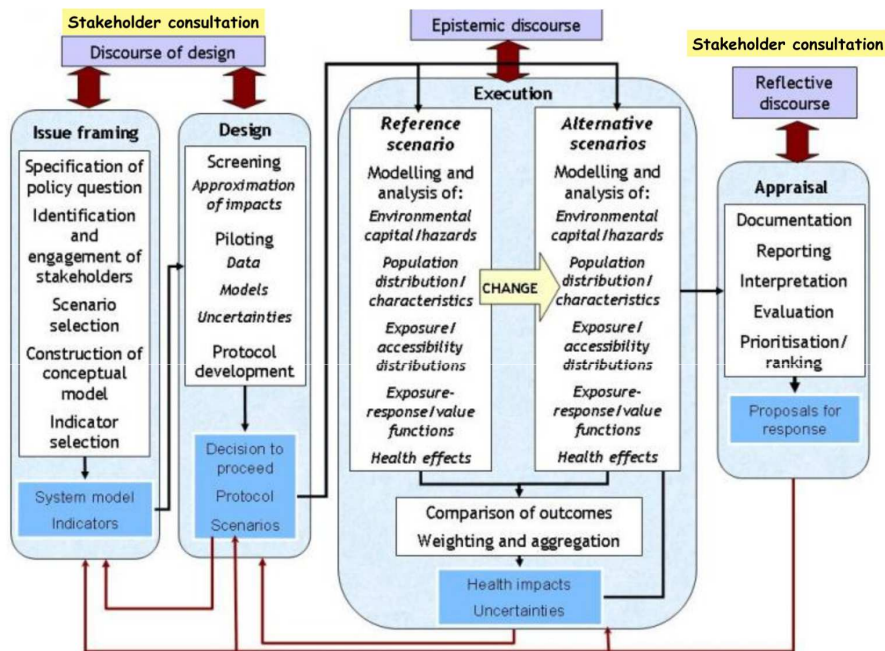 Stakeholder consultation
Discourse of design
Epistemic discourse
Stakeholder consultation
Reflective
discourse
Issue framing
Specification of
policy question
Identification
and
engagement of
stakeholders
Scenario
selection
Construction of
conceptual
model
Indicator
selection
System model
Indicators
Design
Screening
Approximation
of impacts
Piloting
Data
Models
Uncertainties
Protocol
development
Decision to
proceed
Protocol
Scenarios
Execution
Reference
scenario
Modelling and
analysis of:
Environmental
capital/hazards
Population
distribution/
characteristics
Exposure/
accessibility
distributions
Exposure-
response/value
functions
Health effects
CHANGE
Alternative
scenarios
Modelling and
analysis of:
Environmental
capital/hazards
Population
distribution/
characteristics
Exposure/
accessibility
distributions
Exposure-
response/value
functions
Health effects
Comparison of outcomes
Weighting and aggregation
Health impacts
Uncertainties
Appraisal
Documentation
Reporting
Interpretation
Evaluation
Prioritisation/
ranking
Proposals for
response